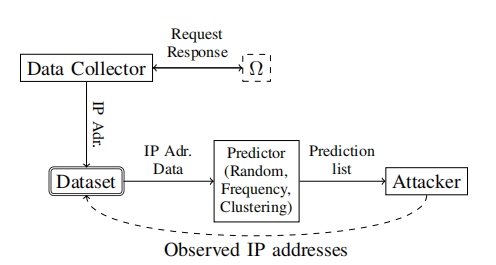 Request
Response
Data Collector
Ω
IP Adr.
IP Adr.
Data
Predictor
(Random,
Frequency,
Clustering)
Prediction
list
Dataset
Attacker
Observed IP addresses